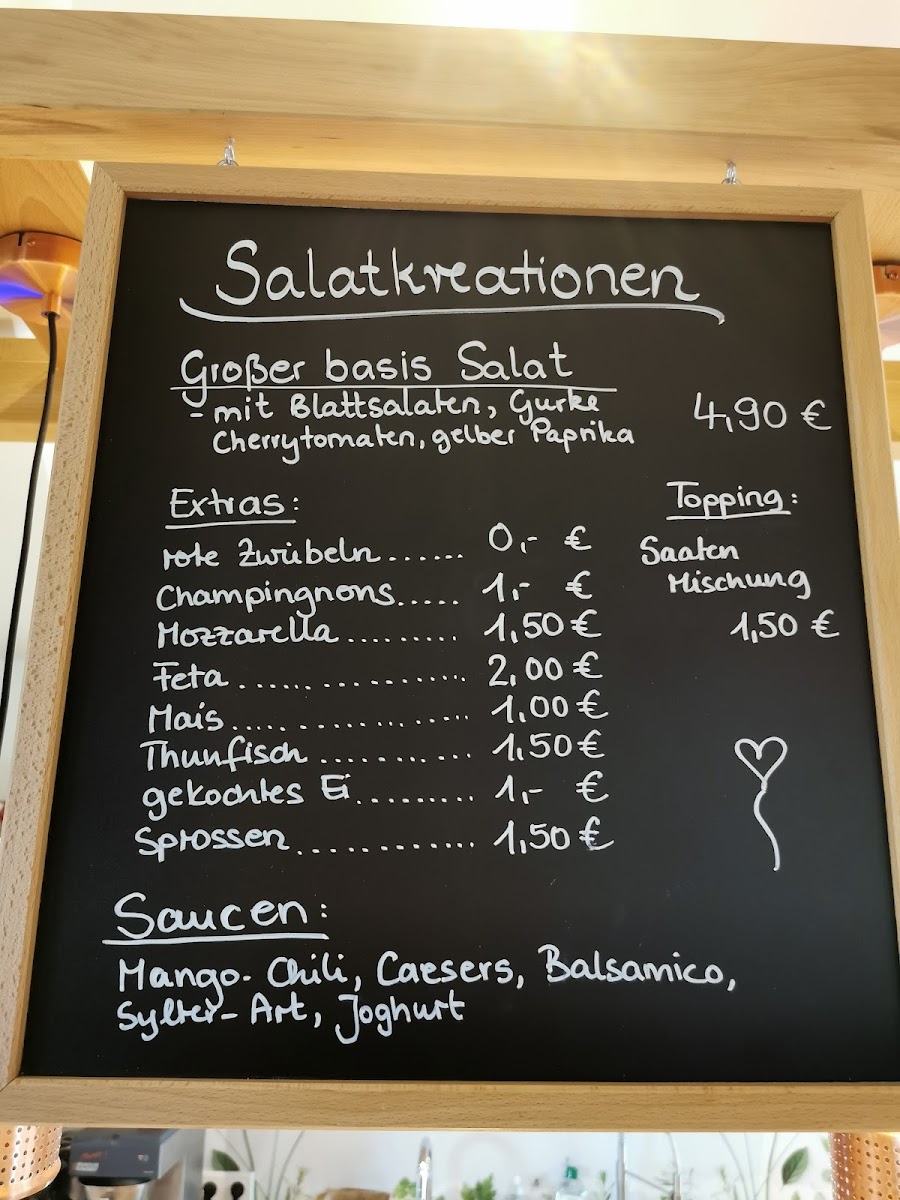 Salatkreationen
Großer basis Salat
- mit Blattsalaten, Gurke
Cherrytomaten, gelber Paprika
4,90 €
Extras:
rote Zwübeln....... 0,- €
Champingnons..... 1,- €
Mozzarella ......... 1,50 €
Feta ................ 2,00 €
Mais................. 1,00 €
Thunfisch ........... 1,50 €
gekochtes Ei......... 1,- €
Sprossen............. 1,50 €
Topping:
Saaten
Mischung
1,50 €
Saucen:
Mango-Chili, Caesers, Balsamico,
Sylter-Art, Joghurt